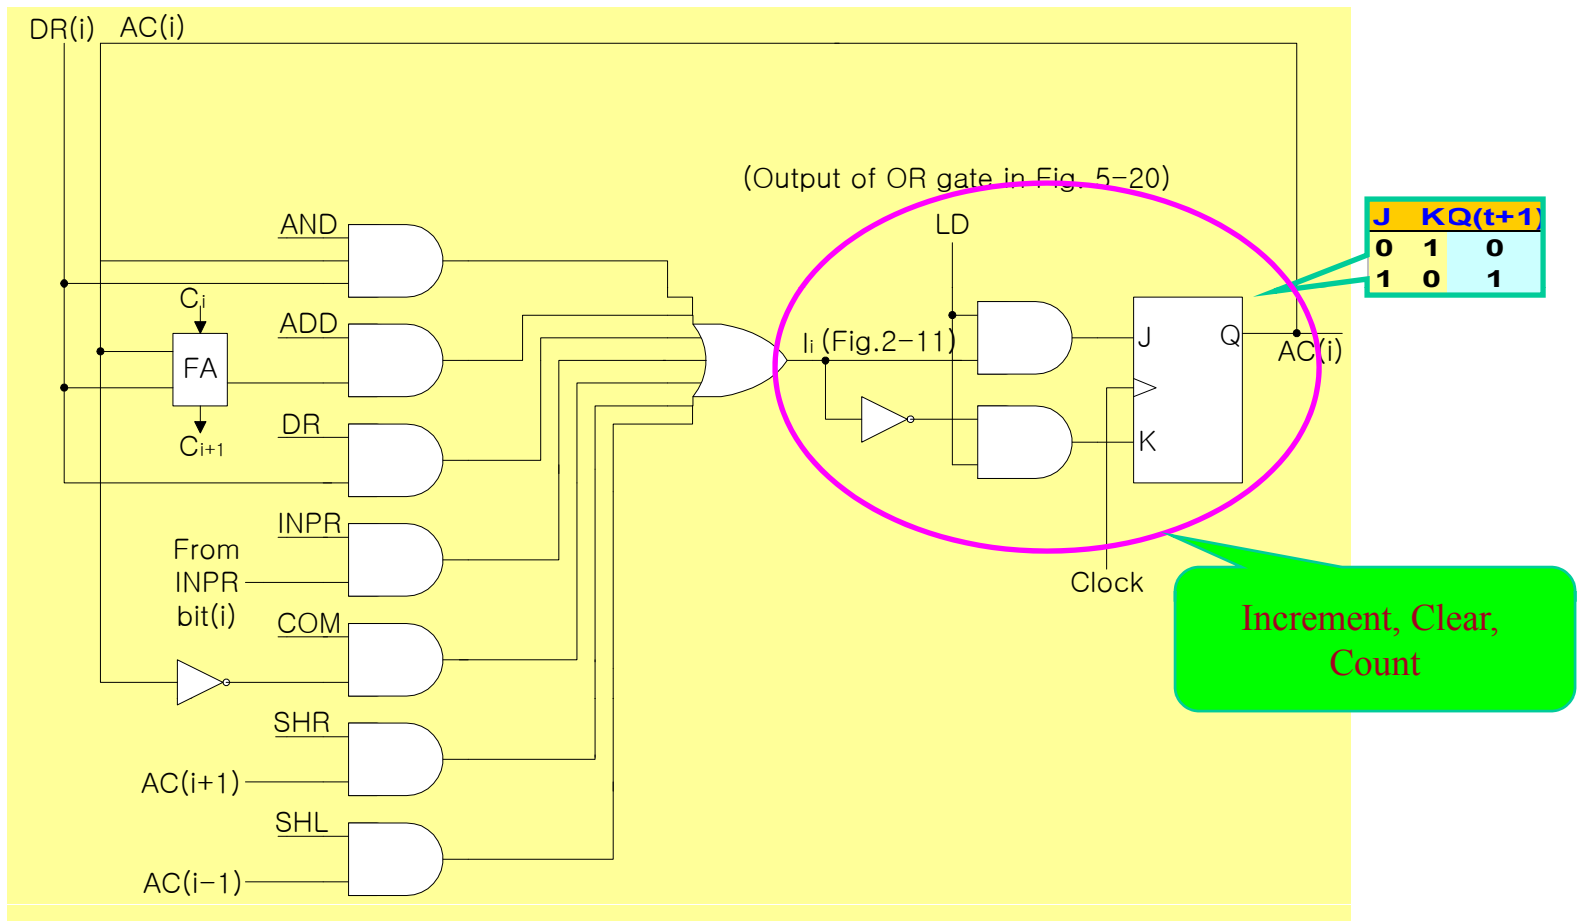 DR(i)
AC(i)
(Output of OR gate in Fig. 5-20)
J K Q(t+1)
0 1 0
1 0 1
AND
LD
Ci
ADD
FA
Ci+1
Ii (Fig.2-11)
J
Q
AC(i)
K
DR
INPR
From
INPR
bit(i)
Clock
COM
Increment, Clear,
Count
SHR
AC(i+1)
SHL
AC(i-1)